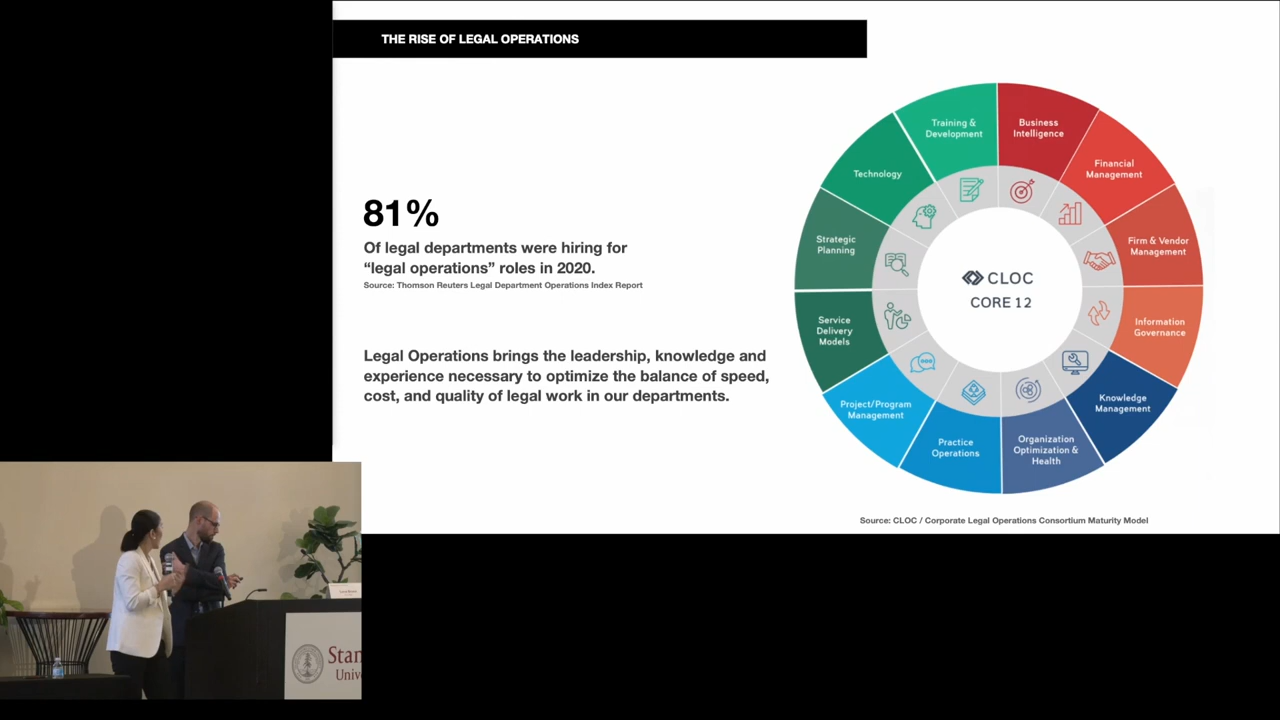 THE RISE OF LEGAL OPERATIONS
81%
Of legal departments were hiring for
“legal operations” roles in 2020.
Source: Thomson Reuters Legal Department Operations Index Report
Legal Operations brings the leadership, knowledge and
experience necessary to optimize the balance of speed,
cost, and quality of legal work in our departments.
Business
Intelligence
Financial
Management
Firm & Vendor
Management
Information
Governance
Knowledge
Management
Organization
Optimization &
Health
Practice
Operations
Project/Program
Management
Service
Delivery
Models
Strategic
Planning
Technology
Training &
Development
CLOC
CORE 12
Source: CLOC / Corporate Legal Operations Consortium Maturity Model
Stan
Unive